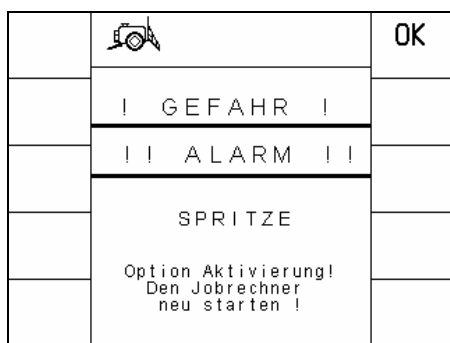 OK
! GEFAHR !
!! ALARM !!
SPRITZE
Option Aktivierung!
Den Jobrechner
neu starten !